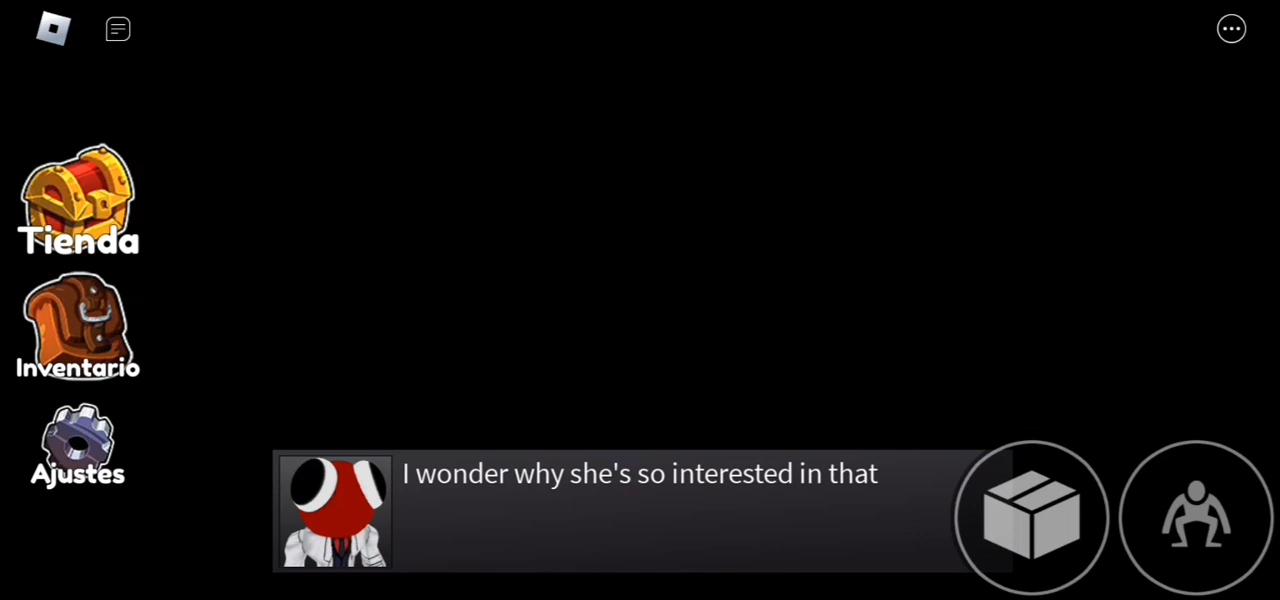 Tienda
Inventario
Ajustes
I wonder why she's so interested in that